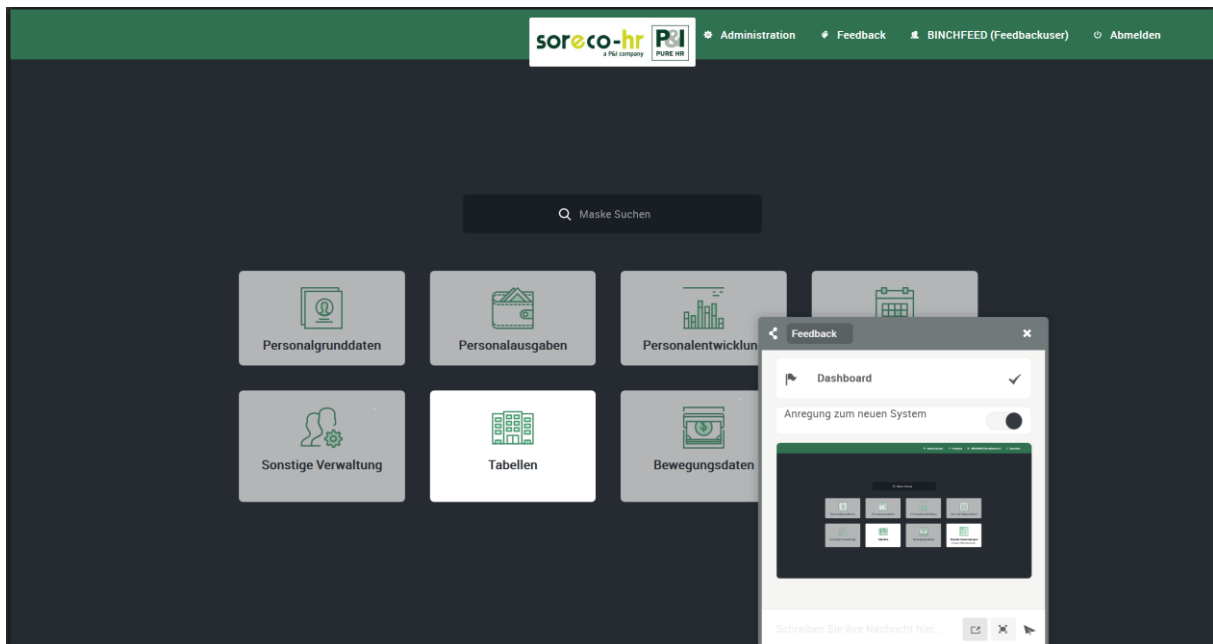 soreco-hr
a P&I company
P&I
PURE HR
Administration
Feedback
BINCHFEED (Feedbackuser)
Abmelden
Maske Suchen
Personalgrunddaten
Personalausgaben
Personalentwicklun
Sonstige Verwaltung
Tabellen
Bewegungsdaten
Feedback
Dashboard
Anregung zum neuen System
Schreiben Sie ihre Nachricht hier...